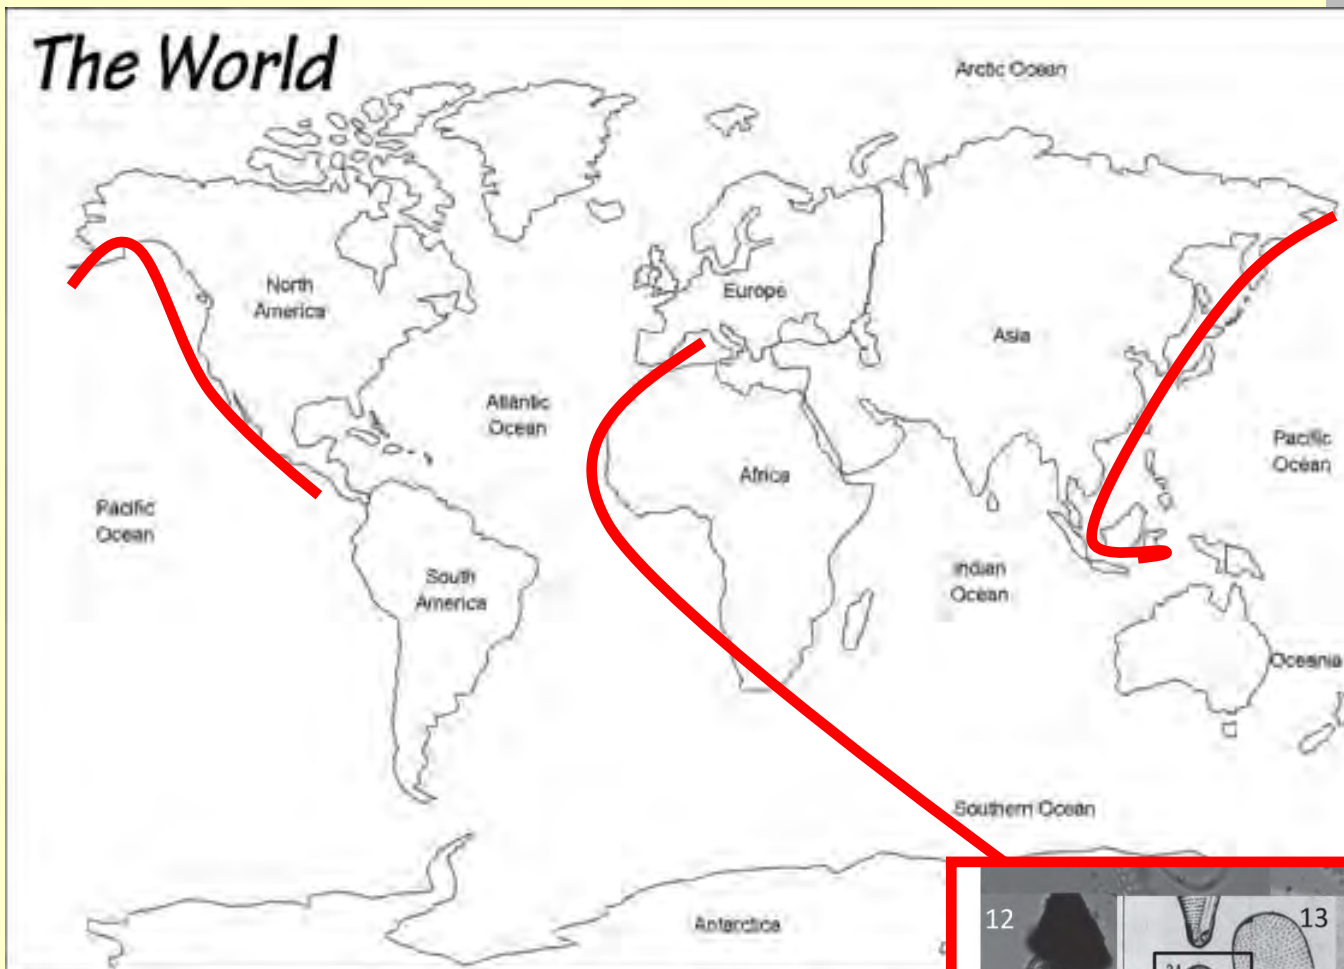 The World
Arctic Ocean
North
America
Europe
Asia
Atlantic
Ocean
Pacific
Ocean
Africa
Pacific
Ocean
South
America
Indian
Ocean
Oceania
Southern Ocean
Antarctica
12
13